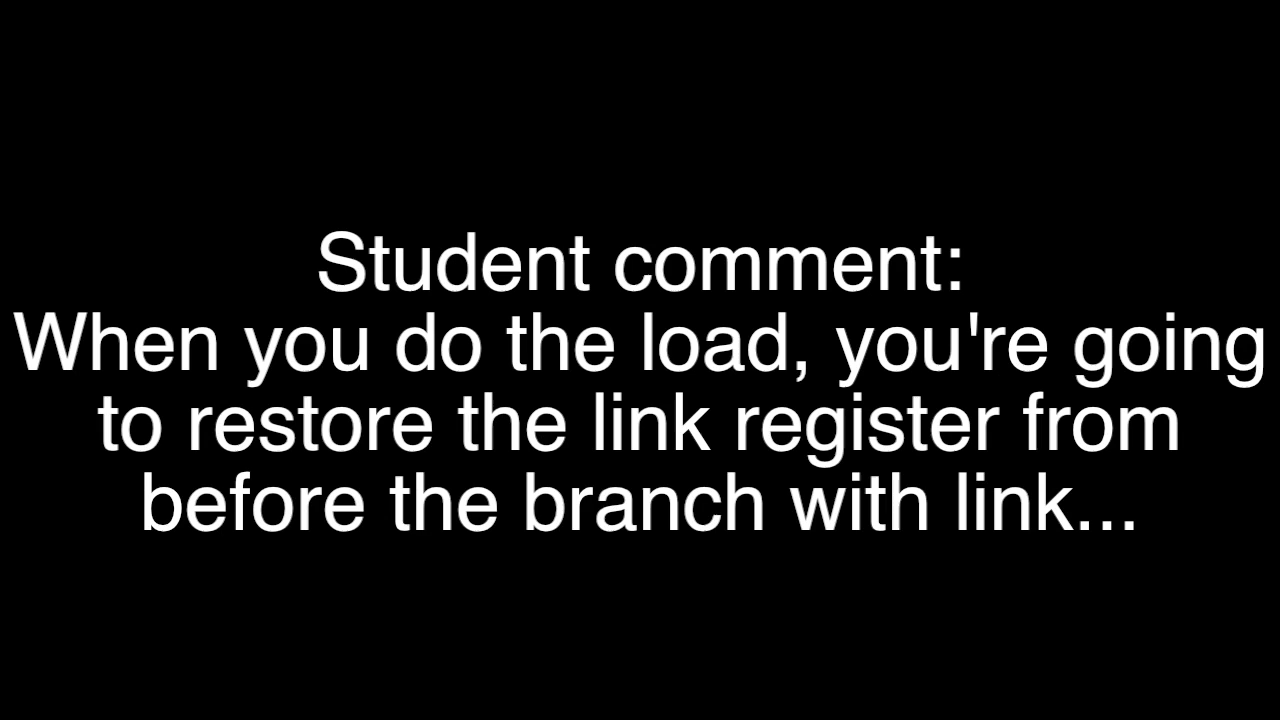 Student comment:
When you do the load, you're going
to restore the link register from
before the branch with link...